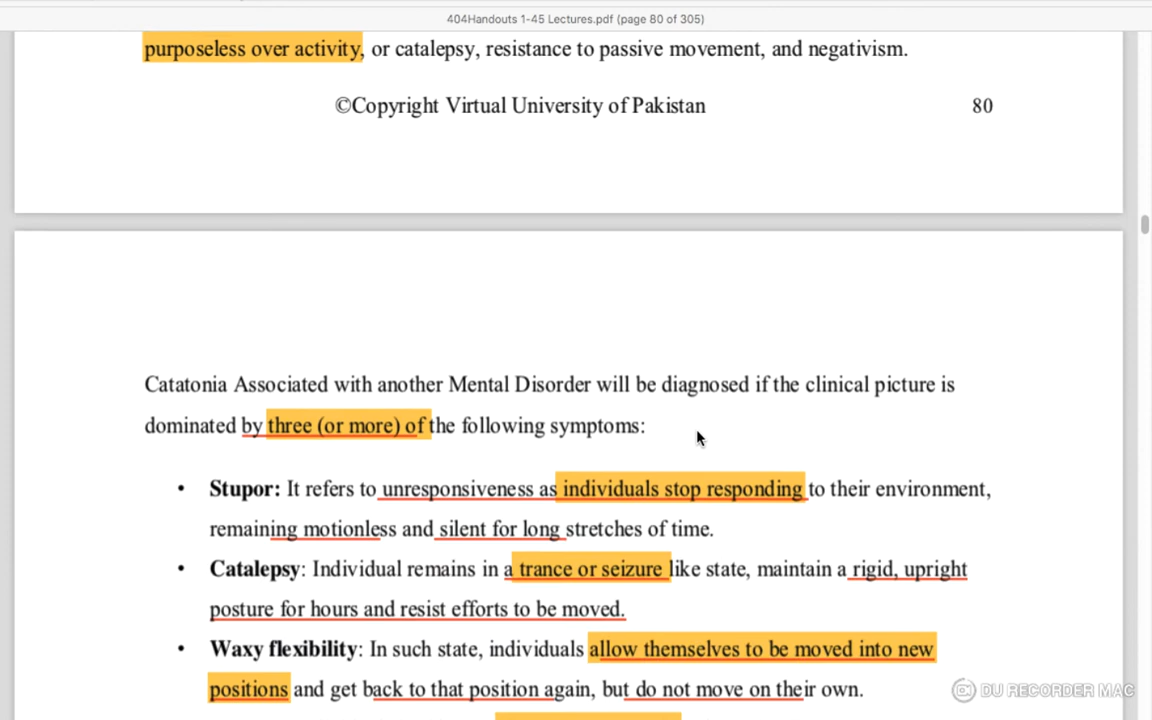 404Handouts 1-45 Lectures.pdf (page 80 of 305)
purposeless over activity, or catalepsy, resistance to passive movement, and negativism.
©Copyright Virtual University of Pakistan 80
Catatonia Associated with another Mental Disorder will be diagnosed if the clinical picture is
dominated by three (or more) of the following symptoms:
• Stupor: It refers to unresponsiveness as individuals stop responding to their environment,
remaining motionless and silent for long stretches of time.
• Catalepsy: Individual remains in a trance or seizure like state, maintain a rigid, upright
posture for hours and resist efforts to be moved.
• Waxy flexibility: In such state, individuals allow themselves to be moved into new
positions and get back to that position again, but do not move on their own.
DU RECORDER MAC